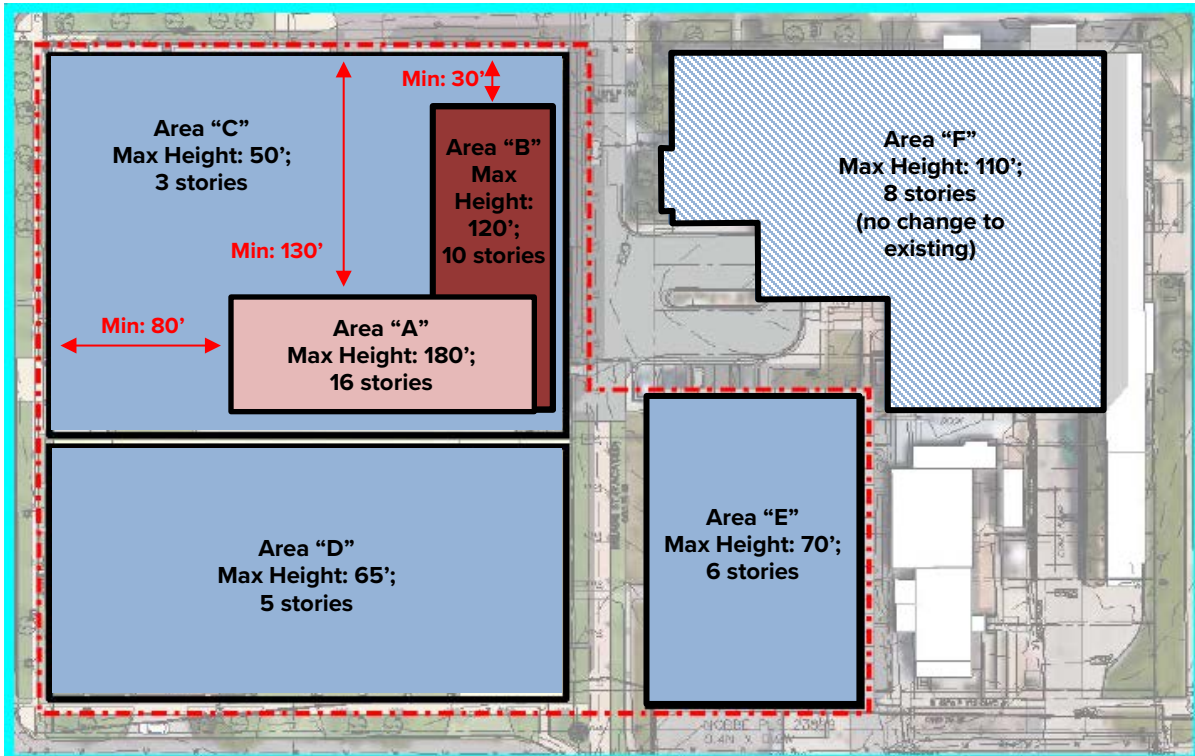 Min: 30’
Area “C”
Max Height: 50’;
3 stories
Area “B”
Max
Height:
120’;
10 stories
Area “F”
Max Height: 110’;
8 stories
(no change to
existing)
Min: 130’
Min: 80’
Area “A”
Max Height: 180’;
16 stories
Area “D”
Max Height: 65’;
5 stories
Area “E”
Max Height: 70’;
6 stories